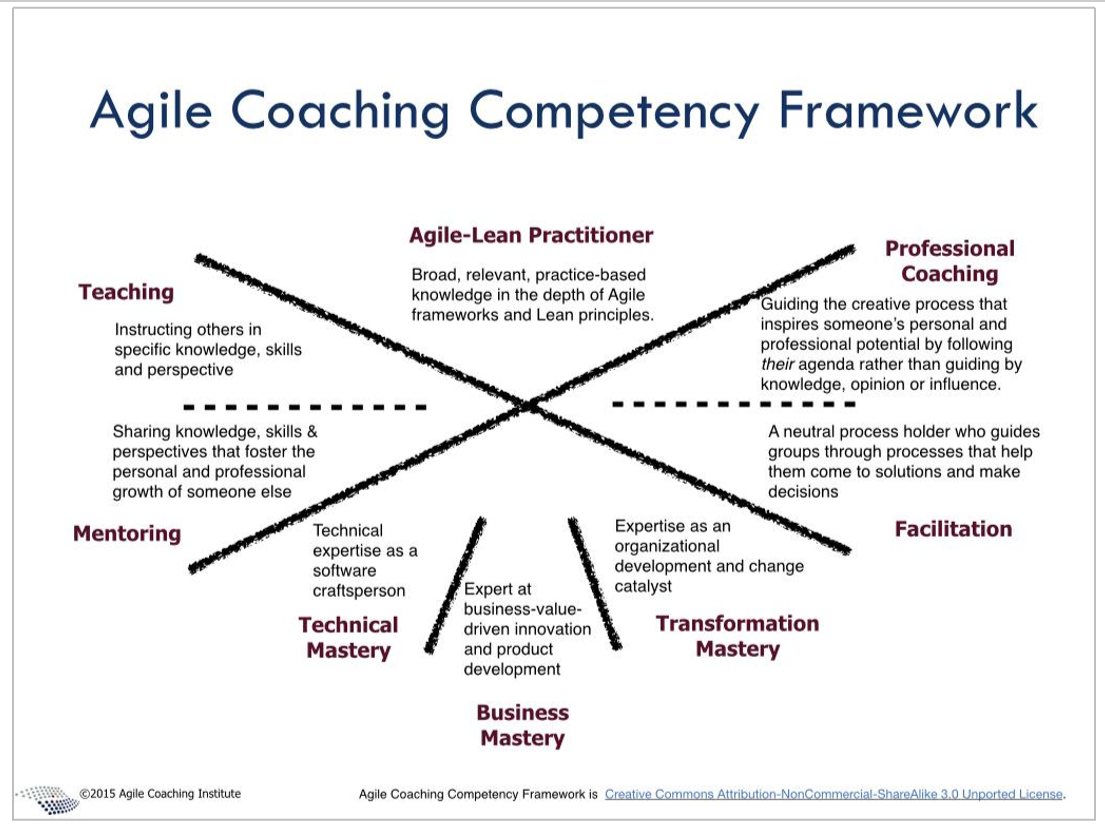 Agile Coaching Competency Framework
Agile-Lean Practitioner
Broad, relevant, practice-based
knowledge in the depth of Agile
frameworks and Lean principles.
Teaching
Instructing others in
specific knowledge, skills
and perspective
Professional
Coaching
Guiding the creative process that
inspires someone's personal and
professional potential by following
their agenda rather than guiding by
knowledge, opinion or influence.
Sharing knowledge, skills &
perspectives that foster the
personal and professional
growth of someone else
Mentoring
A neutral process holder who guides
groups through processes that help
them come to solutions and make
decisions
Facilitation
Technical
expertise as a
software
craftsperson
Technical
Mastery
Expert at
business-value-
driven innovation
and product
development
Business
Mastery
Expertise as an
organizational
development and change
catalyst
Transformation
Mastery
©2015 Agile Coaching Institute
Agile Coaching Competency Framework is Creative Commons Attribution-NonCommercial-ShareAlike 3.0 Unported License.